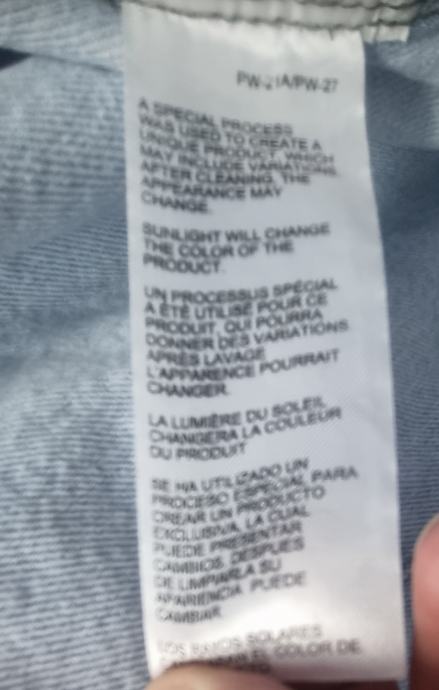 PW-21A/PW-27
A SPECIAL PROCESS
WAS USED TO CREATE A
UNIQUE PRODUCT, WHICH
MAY INCLUDE VARIATIONS.
AFTER CLEANING, THE
APPEARANCE MAY
CHANGE.
SUNLIGHT WILL CHANGE
THE COLOR OF THE
PRODUCT.
UN PROCESSUS SPÉCIAL
A ÉTÉ UTILISÉ POUR CE
PRODUIT, QUI POURRA
DONNER DES VARIATIONS
APRÈS LAVAGE
L'APPARENCE POURRAIT
CHANGER.
LA LUMIÈRE DU SOLEIL
CHANGERA LA COULEUR
DU PRODUIT
SE HA UTILIZADO UN
PROCESO ESPECIAL PARA
CREAR UN PRODUCTO
EXCLUSIVA, LA CUAL
PUEDE PRESENTAR
CAMBIOS, DESPUÉS
DE LIMPIARLA SU
APARIENCIA PUEDE
CAMBIAR.
LOS RAYOS SOLARES
EL COLOR DE